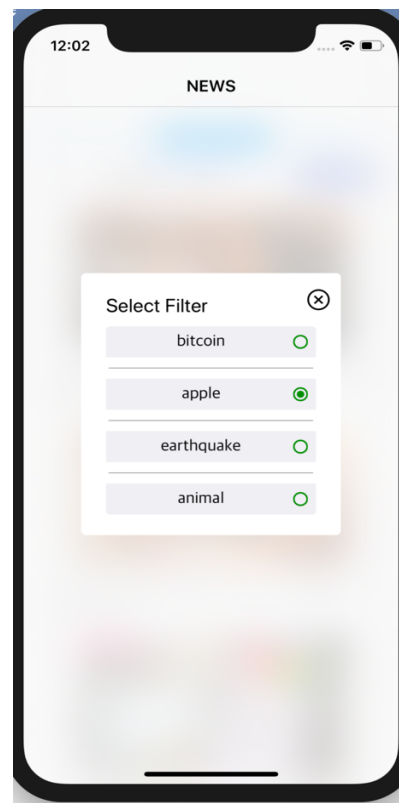 12:02
NEWS
Select Filter
bitcoin
apple
earthquake
animal